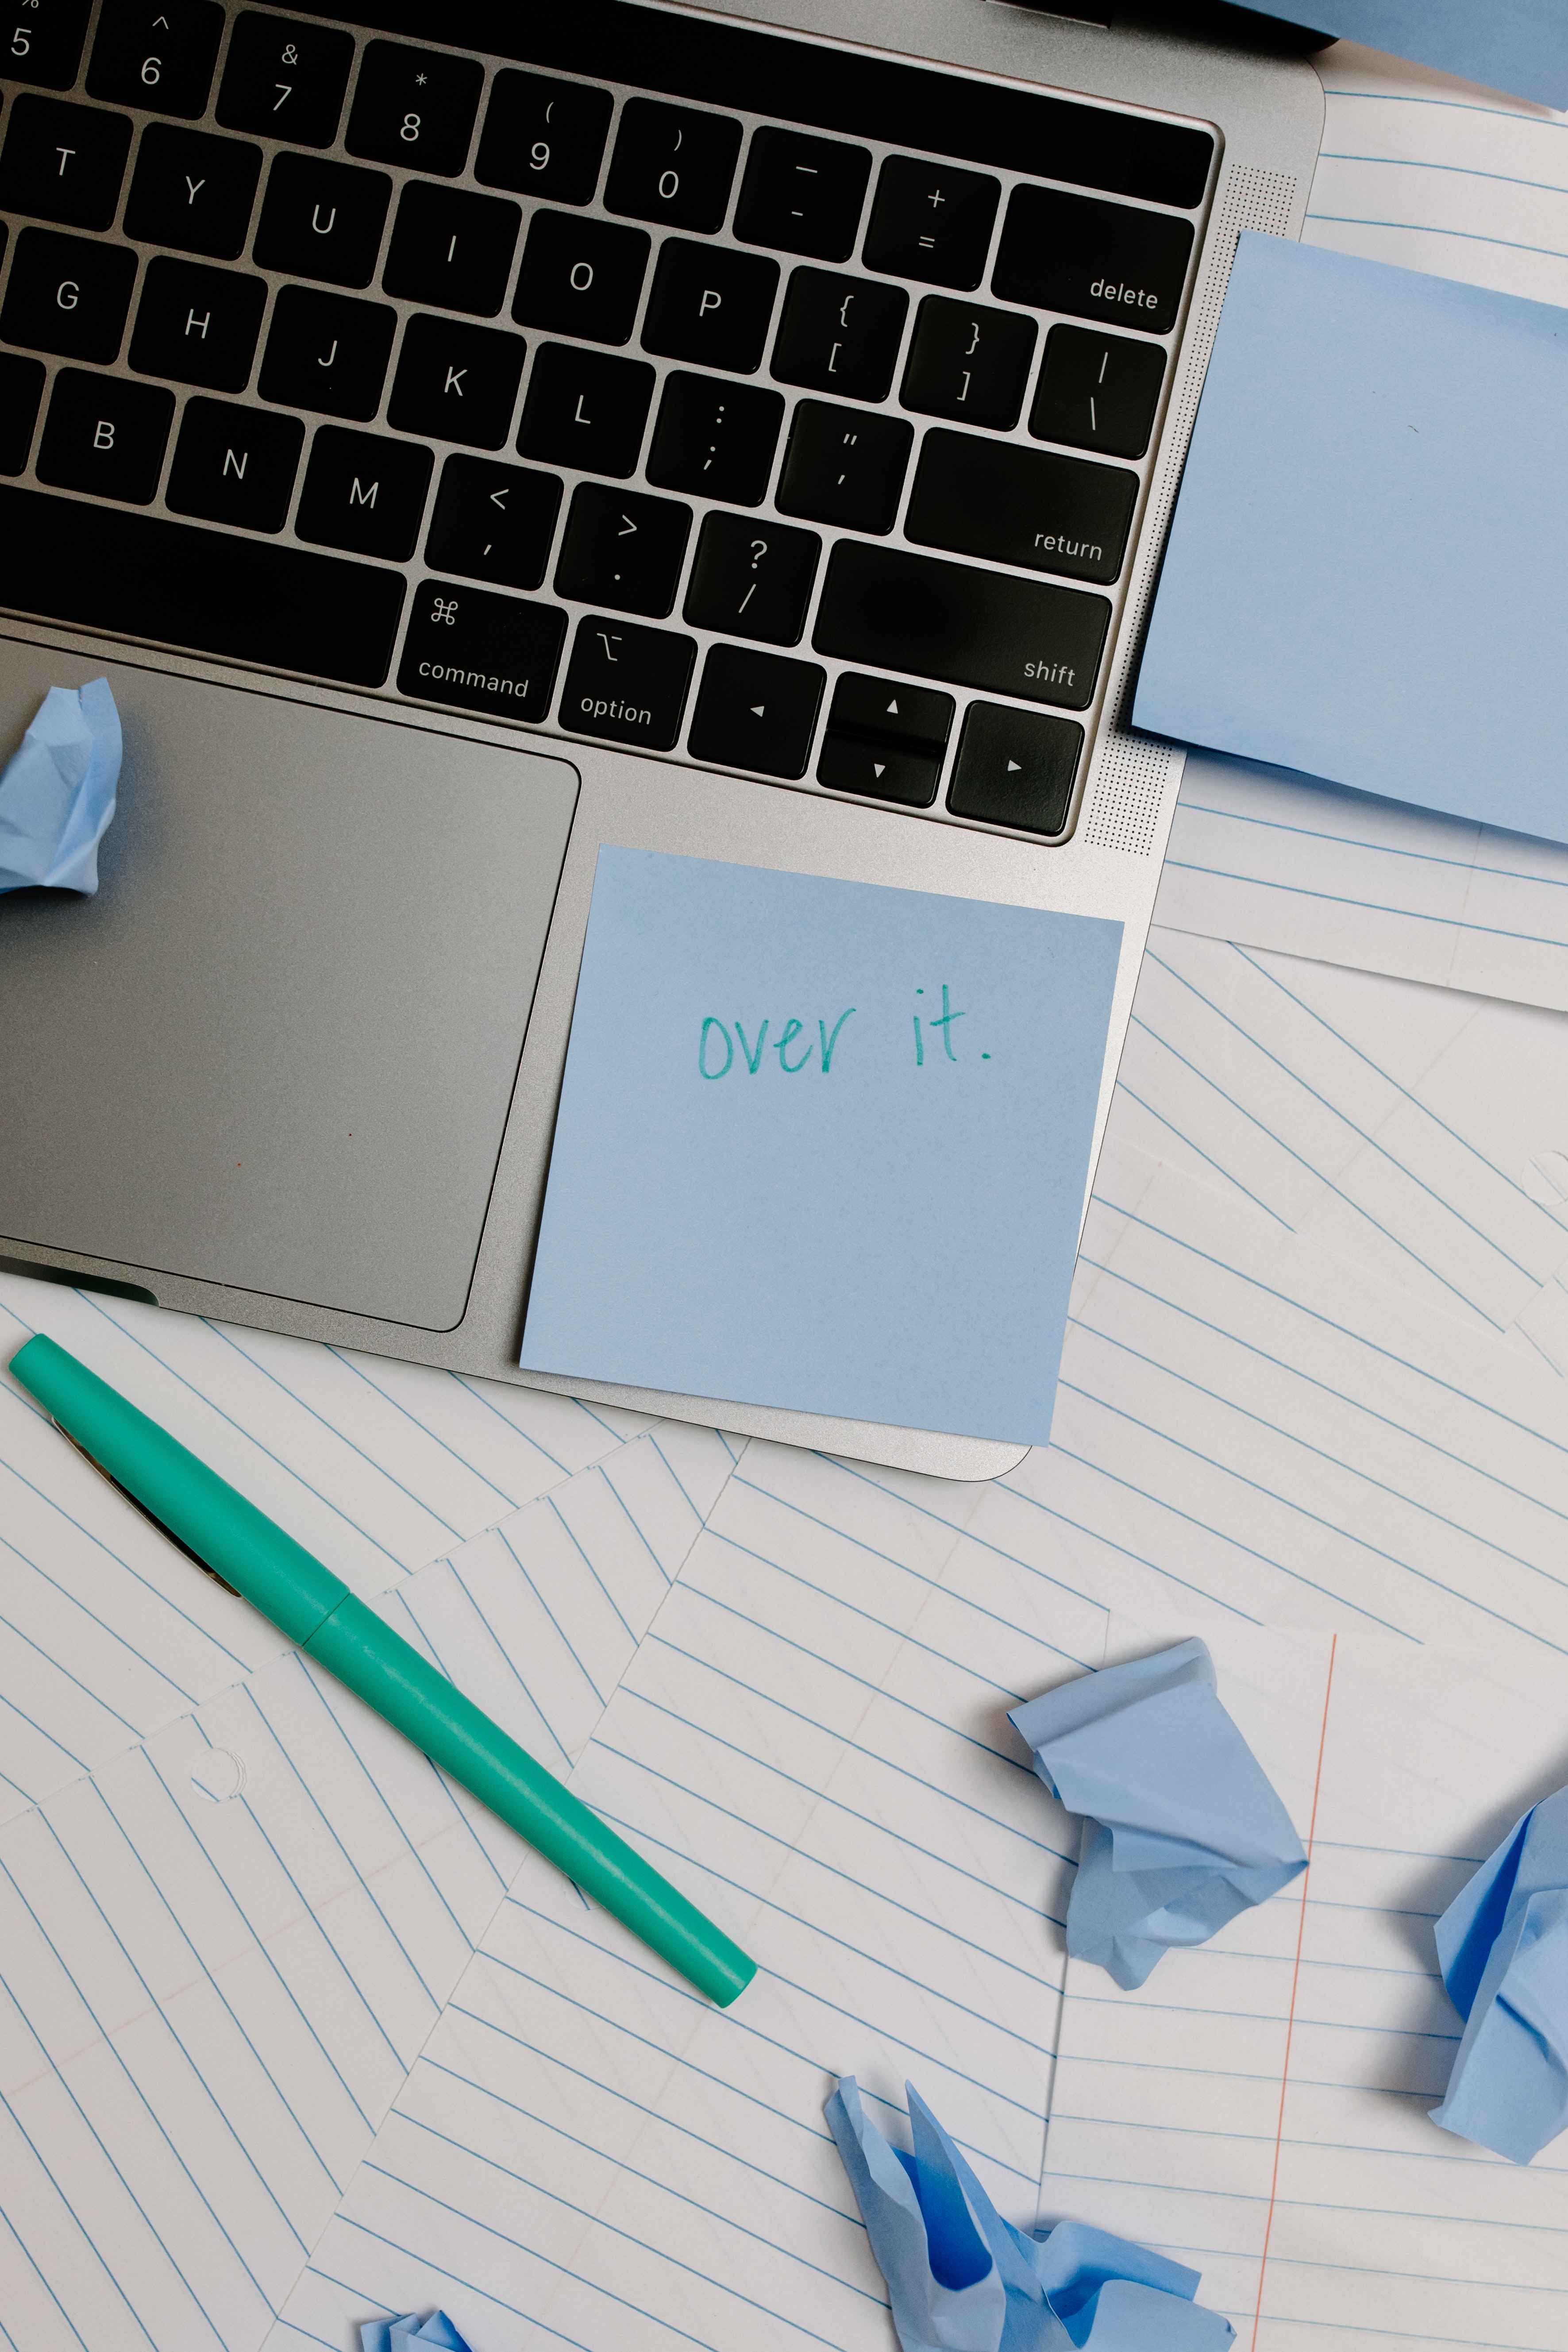 %
5
^
6
&
7
*
8
(
9
)
0
_
-
+
=
delete
T
Y
U
I
O
P
{
[
}
]
|
\
G
H
J
K
L
:
;
"
'
return
B
N
M
<
,
>
.
?
/
shift
⌘
command
⌥
option
◀
▲
▼
▶
over it.